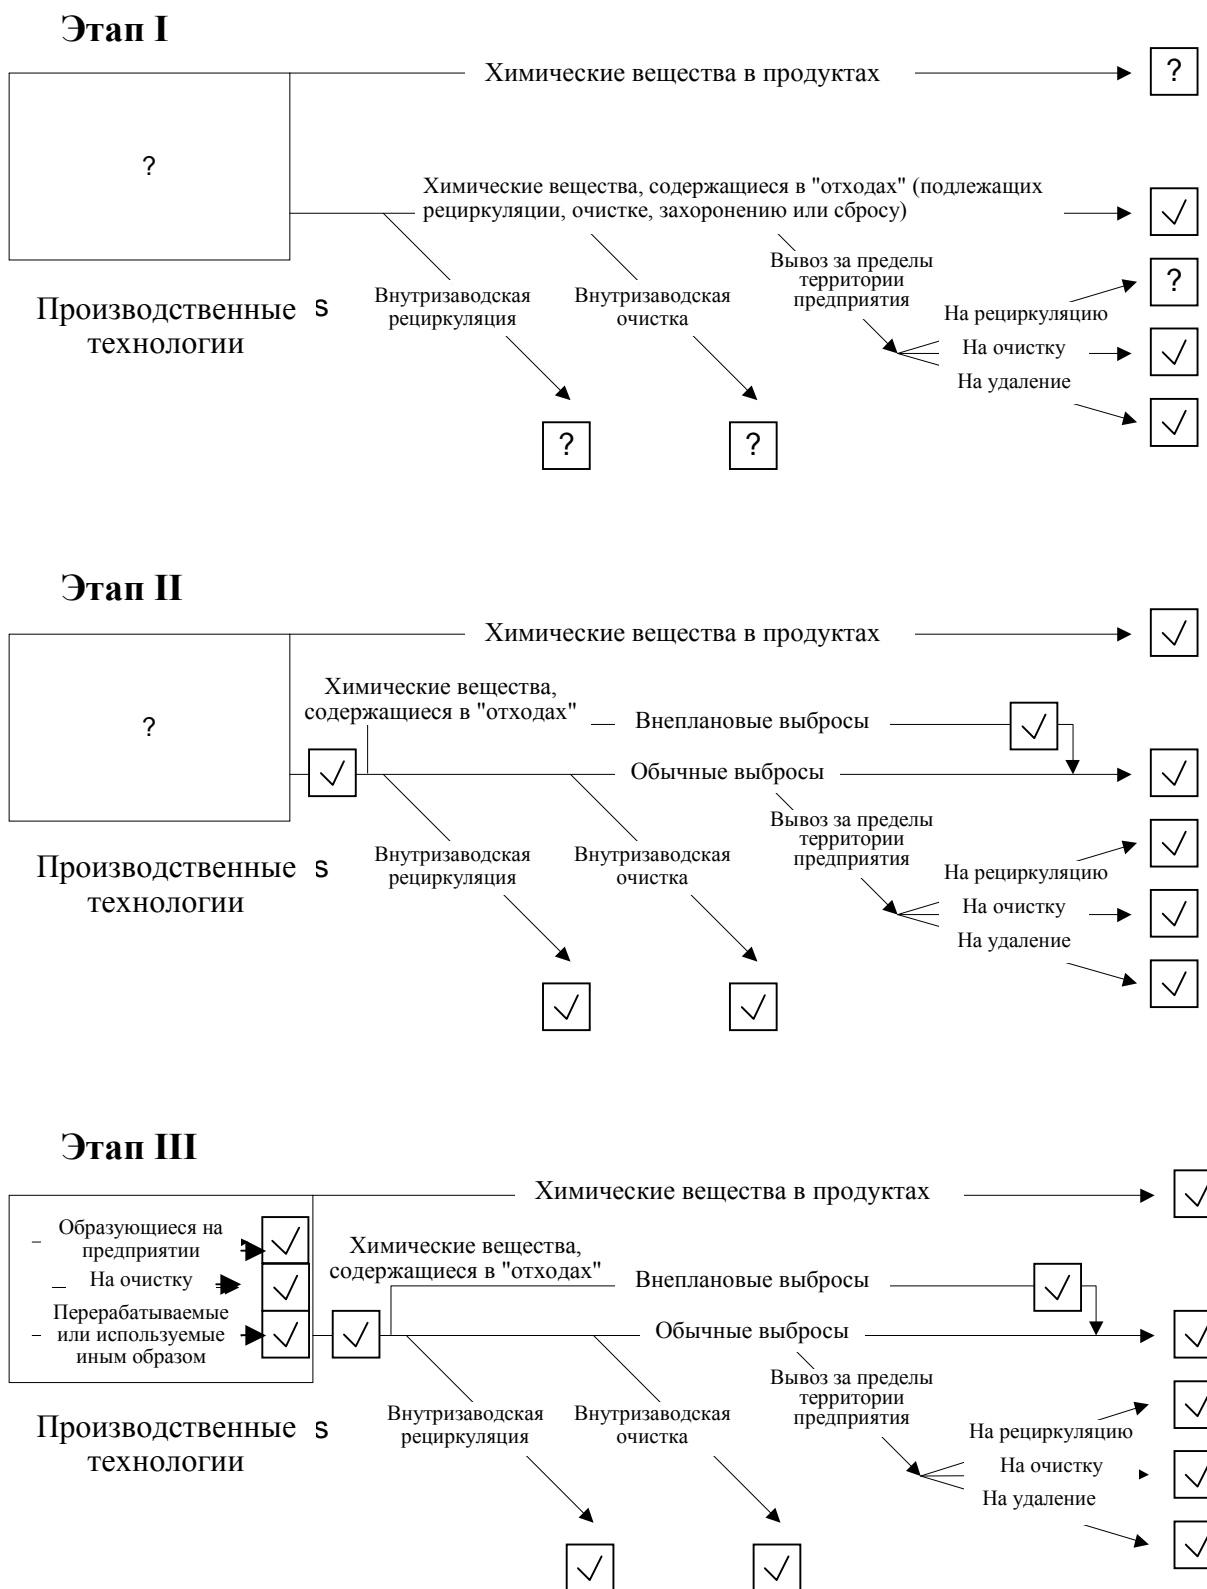 Этап I
Химические вещества в продуктах
?
?
Химические вещества, содержащиеся в "отходах" (подлежащих
рециркуляции, очистке, захоронению или сбросу)
Вывоз за пределы
территории
предприятия
?
Производственные s
технологии
Внутризаводская
рециркуляция
Внутризаводская
очистка
На рециркуляцию
На очистку
На удаление
?
?
Этап II
Химические вещества в продуктах
?
Химические вещества,
содержащиеся в "отходах"
Внеплановые выбросы
Обычные выбросы
Вывоз за пределы
территории
предприятия
Производственные s
технологии
Внутризаводская
рециркуляция
Внутризаводская
очистка
На рециркуляцию
На очистку
На удаление
Этап III
Химические вещества в продуктах
Образующиеся на
предприятии
На очистку
Перерабатываемые
или используемые
иным образом
Химические вещества,
содержащиеся в "отходах"
Внеплановые выбросы
Обычные выбросы
Вывоз за пределы
территории
предприятия
Производственные s
технологии
Внутризаводская
рециркуляция
Внутризаводская
очистка
На рециркуляцию
На очистку
На удаление